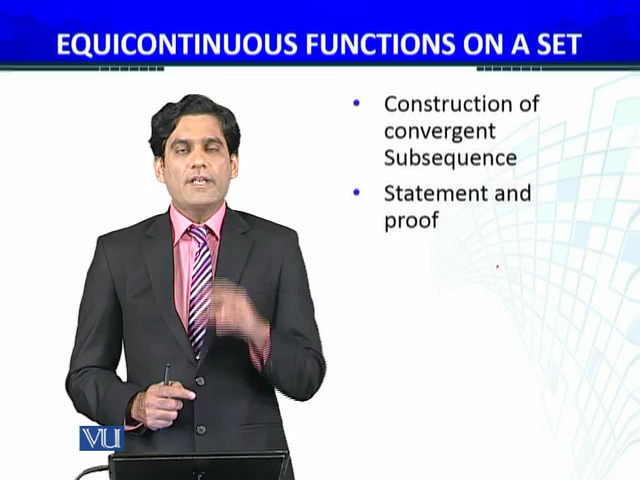 EQUICONTINUOUS FUNCTIONS ON A SET
• Construction of
convergent
Subsequence
• Statement and
proof
VU